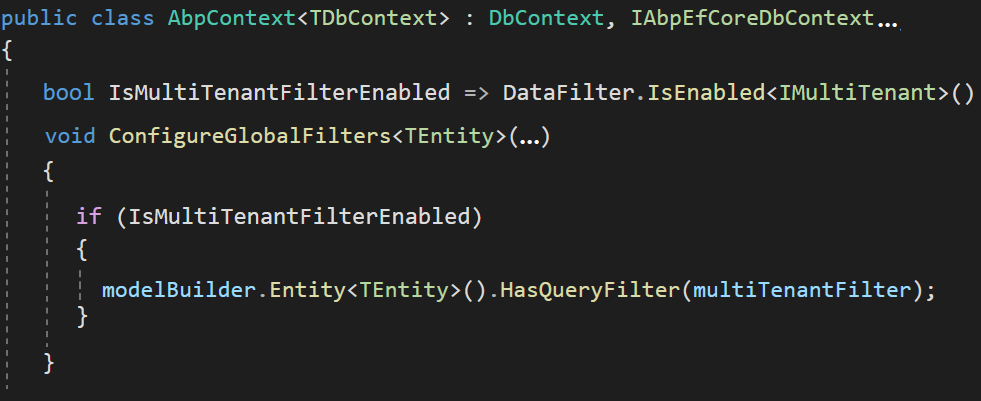 public class AbpContext<TDbContext> : DbContext, IAbpEfCoreDbContext...
{
bool IsMultiTenantFilterEnabled => DataFilter.IsEnabled<IMultiTenant>()
void ConfigureGlobalFilters<TEntity>(...)
{
if (IsMultiTenantFilterEnabled)
{
modelBuilder.Entity<TEntity>().HasQueryFilter(multiTenantFilter);
}
}